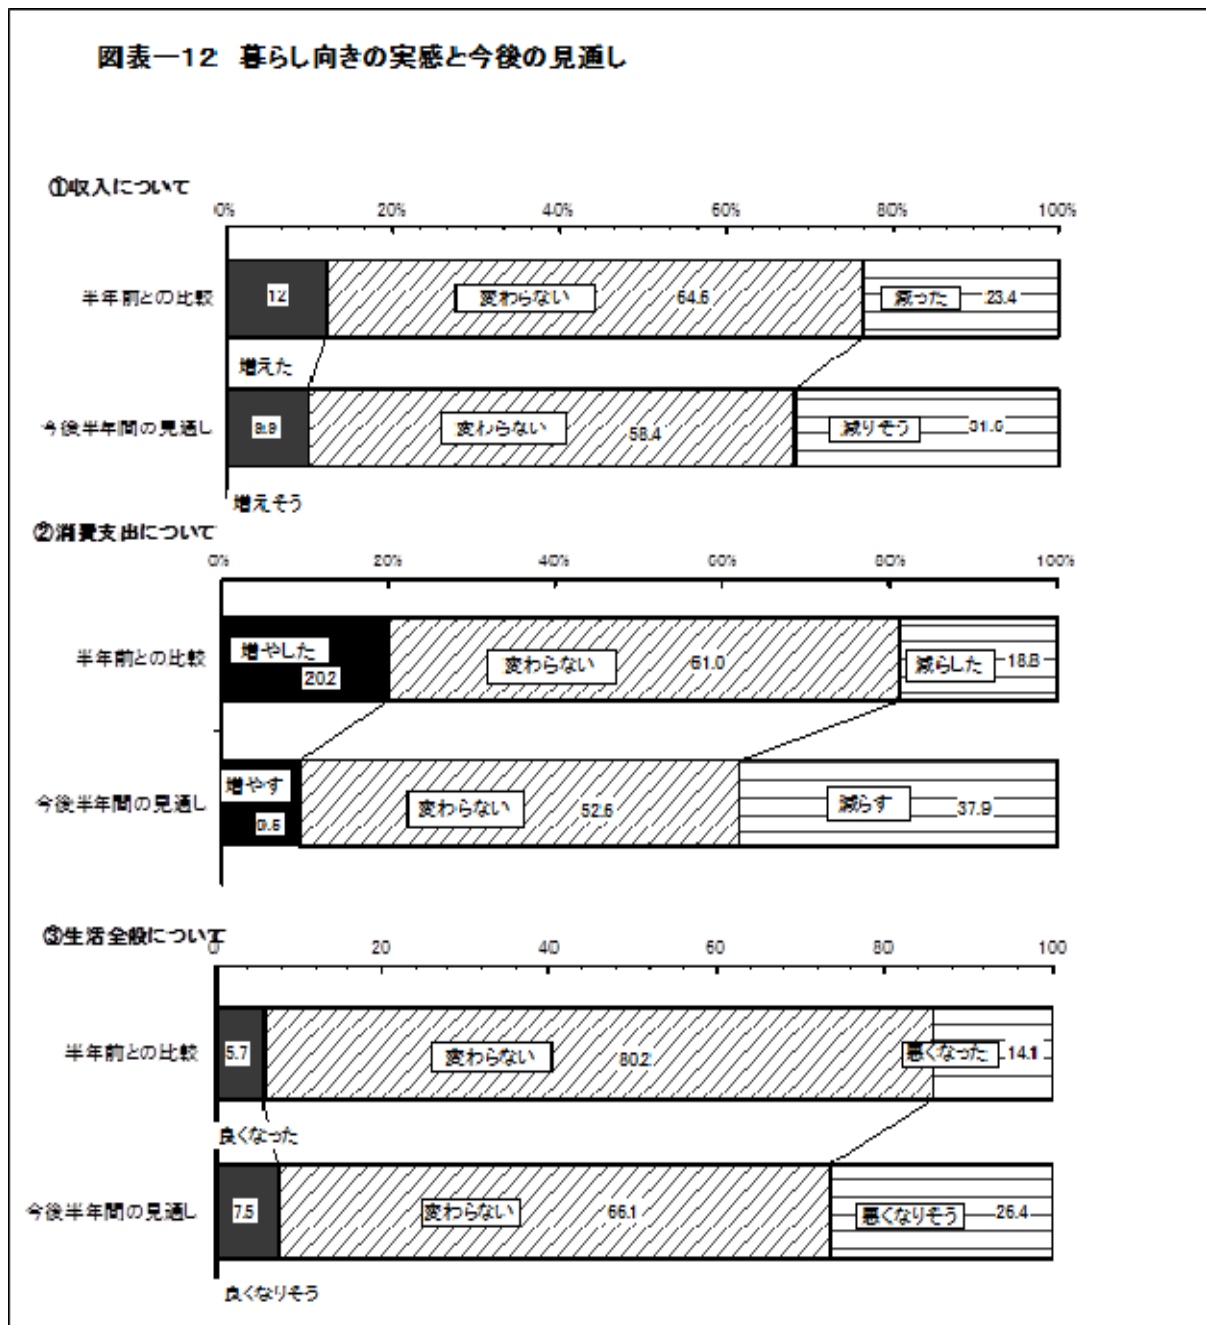 図表－12 暮らし向きの実感と今後の見通し
①収入について
0% 20% 40% 60% 80% 100%
半年前との比較 12 変わらない 64.6 減った 23.4
増えた
今後半年間の見通し 9.9 変わらない 58.4 減りそう 31.6
増えそう
②消費支出について
0% 20% 40% 60% 80% 100%
半年前との比較 増やした 20.2 変わらない 61.0 減らした 18.8
今後半年間の見通し 増やす 9.6 変わらない 52.6 減らす 37.9
③生活全般について
0 20 40 60 80 100
半年前との比較 5.7 変わらない 80.2 悪くなった 14.1
良くなった
今後半年間の見通し 7.5 変わらない 66.1 悪くなりそう 26.4
良くなりそう